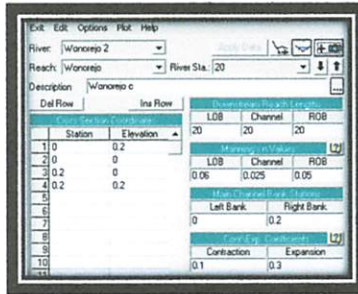 Exit Edit Options Plot Help
River: Wonorejo 2 Apply Data
Reach: Wonorejo River Sta.: 20
Description Wonorejo c
Del Row Ins Row
Cross Section Coordinates
Station Elevation
1 0 0.2
2 0 0
3 0.2 0
4 0.2 0.2
5
6
7
8
9
10
11
Downstream Reach Lengths
LOB Channel ROB
20 20 20
Manning's n Values
LOB Channel ROB
0.06 0.025 0.05
Main Channel Bank Stations
Left Bank Right Bank
0 0.2
Cont\Exp Coefficients
Contraction Expansion
0.1 0.3